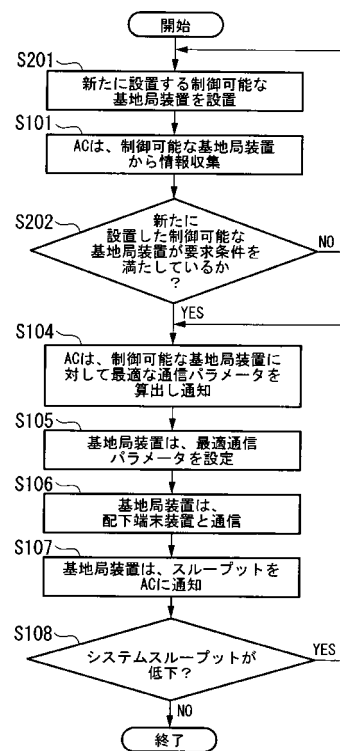 開始
S201
新たに設置する制御可能な
基地局装置を設置
S101
ACは、制御可能な基地局装置
から情報収集
S202
新たに
設置した制御可能な
基地局装置が要求条件を
満たしているか
?
NO
YES
S104
ACは、制御可能な基地局装置に
対して最適な通信パラメータを
算出し通知
S105
基地局装置は、最適通信
パラメータを設定
S106
基地局装置は、
配下端末装置と通信
S107
基地局装置は、スループットを
ACに通知
S108
システムスループットが
低下?
YES
NO
終了